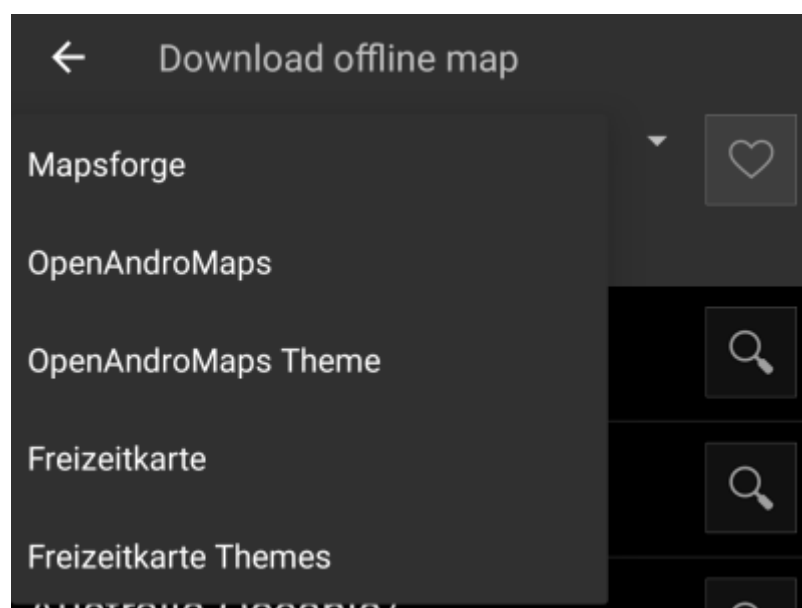 Download offline map
Mapsforge
OpenAndroMaps
OpenAndroMaps Theme
Freizeitkarte
Freizeitkarte Themes